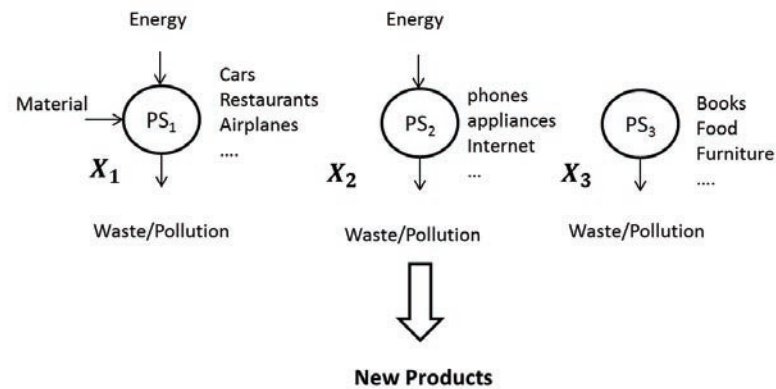 Energy
Energy
Material
PS₁
Cars
Restaurants
Airplanes
....
X₁
Waste/Pollution
PS₂
phones
appliances
Internet
...
X₂
Waste/Pollution
PS₃
Books
Food
Furniture
....
X₃
Waste/Pollution
New Products